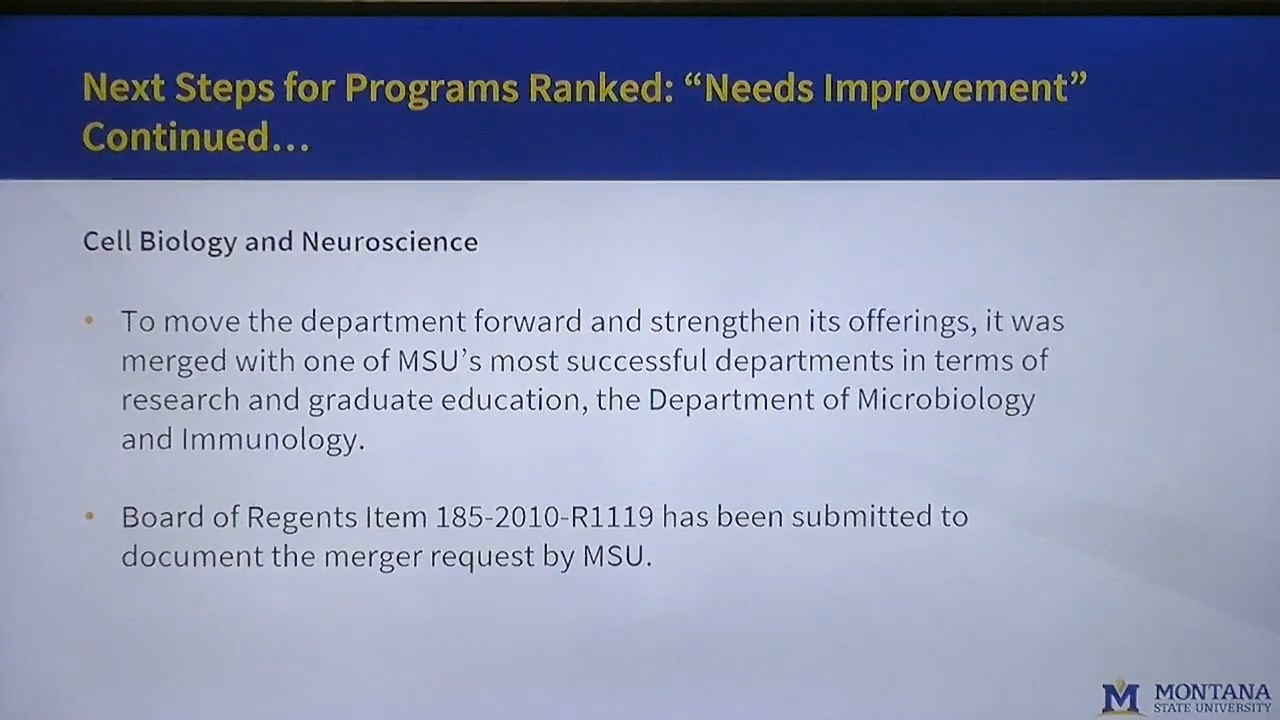 Next Steps for Programs Ranked: “Needs Improvement”
Continued…
Cell Biology and Neuroscience
• To move the department forward and strengthen its offerings, it was
merged with one of MSU’s most successful departments in terms of
research and graduate education, the Department of Microbiology
and Immunology.
• Board of Regents Item 185-2010-R1119 has been submitted to
document the merger request by MSU.
M MONTANA
STATE UNIVERSITY